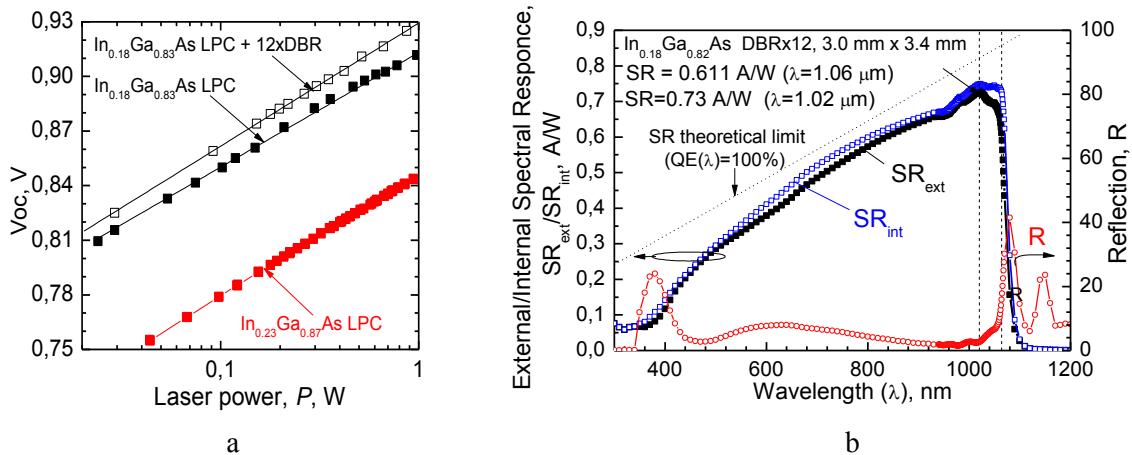 0,93
0,90
0,87
0,84
0,81
0,78
0,75
Voc, V
In0.18Ga0.83As LPC + 12xDBR
In0.18Ga0.83As LPC
In0.23Ga0.87As LPC
0,1
1
Laser power, P, W
a
External/Internal Spectral Responce,
SRext/SRint, A/W
0,9
0,8
0,7
0,6
0,5
0,4
0,3
0,2
0,1
0,0
In0.18Ga0.82As DBRx12, 3.0 mm x 3.4 mm
SR = 0.611 A/W (λ=1.06 μm)
SR=0.73 A/W (λ=1.02 μm)
SR theoretical limit
(QE(λ)=100%)
SRext
SRint
R
100
80
60
40
20
0
Reflection, R
400
600
800
1000
1200
Wavelength (λ), nm
b